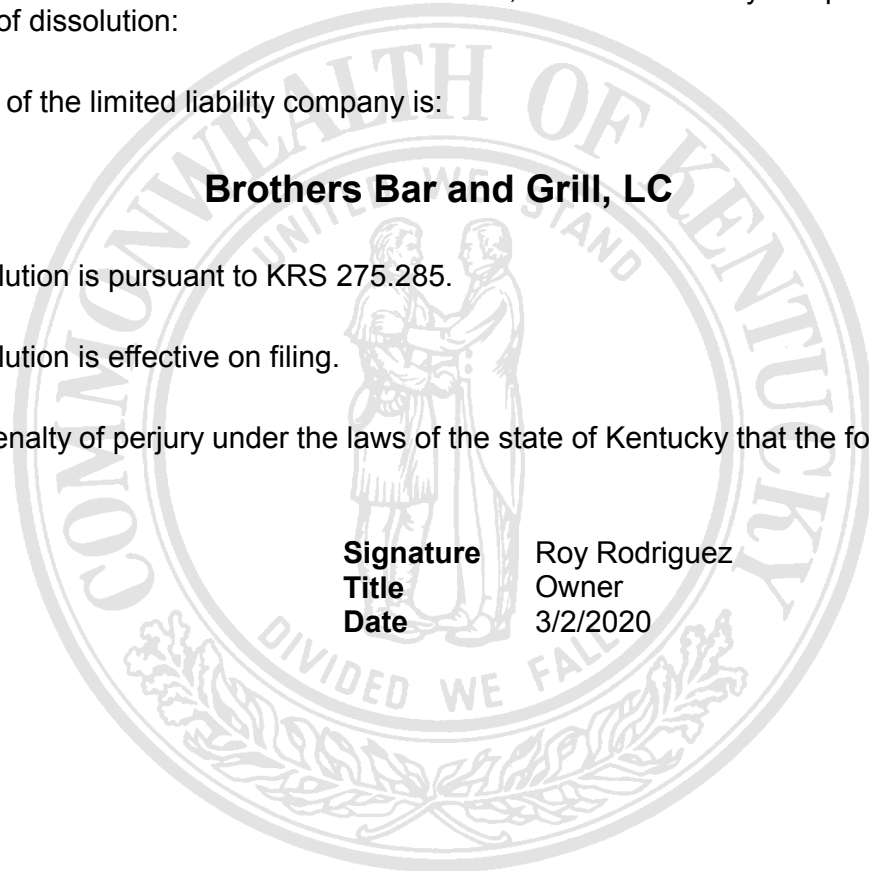 of dissolution:
of the limited liability company is:
Brothers Bar and Grill, LC
lution is pursuant to KRS 275.285.
lution is effective on filing.
enalty of perjury under the laws of the state of Kentucky that the fo
Signature Roy Rodriguez
Title Owner
Date 3/2/2020
COMMONWEALTH OF KENTUCKY
UNITED WE STAND
DIVIDED WE FALL